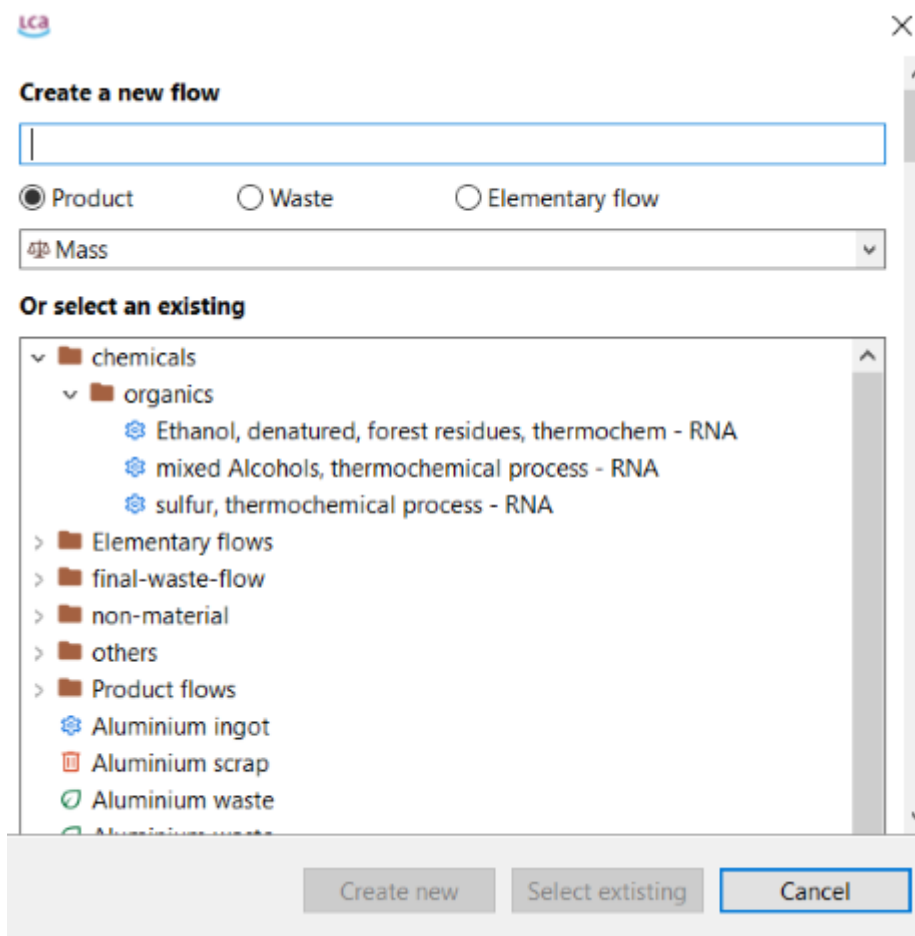 LCa
Create a new flow
Product Waste Elementary flow
Mass
Or select an existing
chemicals
organics
Ethanol, denatured, forest residues, thermochem - RNA
mixed Alcohols, thermochemical process - RNA
sulfur, thermochemical process - RNA
Elementary flows
final-waste-flow
non-material
others
Product flows
Aluminium ingot
Aluminium scrap
Aluminium waste
Aluminium waste
Create new Select extisting Cancel